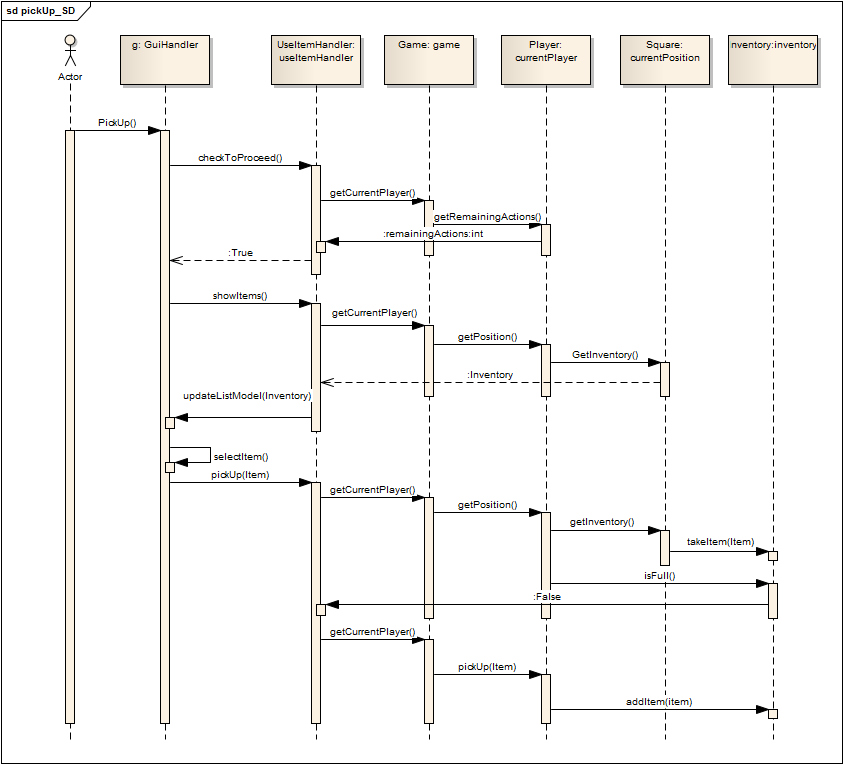 sd pickUp_SD
g: GuiHandler
UseItemHandler:
useItemHandler
Game: game
Player:
currentPlayer
Square:
currentPosition
nventory:inventory
Actor
PickUp()
checkToProceed()
getCurrentPlayer()
getRemainingActions()
:remainingActions:int
:True
showItems()
getCurrentPlayer()
getPosition()
GetInventory()
:Inventory
updateListModel(Inventory)
selectItem()
pickUp(Item)
getCurrentPlayer()
getPosition()
getInventory()
takeItem(Item)
isFull()
:False
getCurrentPlayer()
pickUp(Item)
addItem(item)